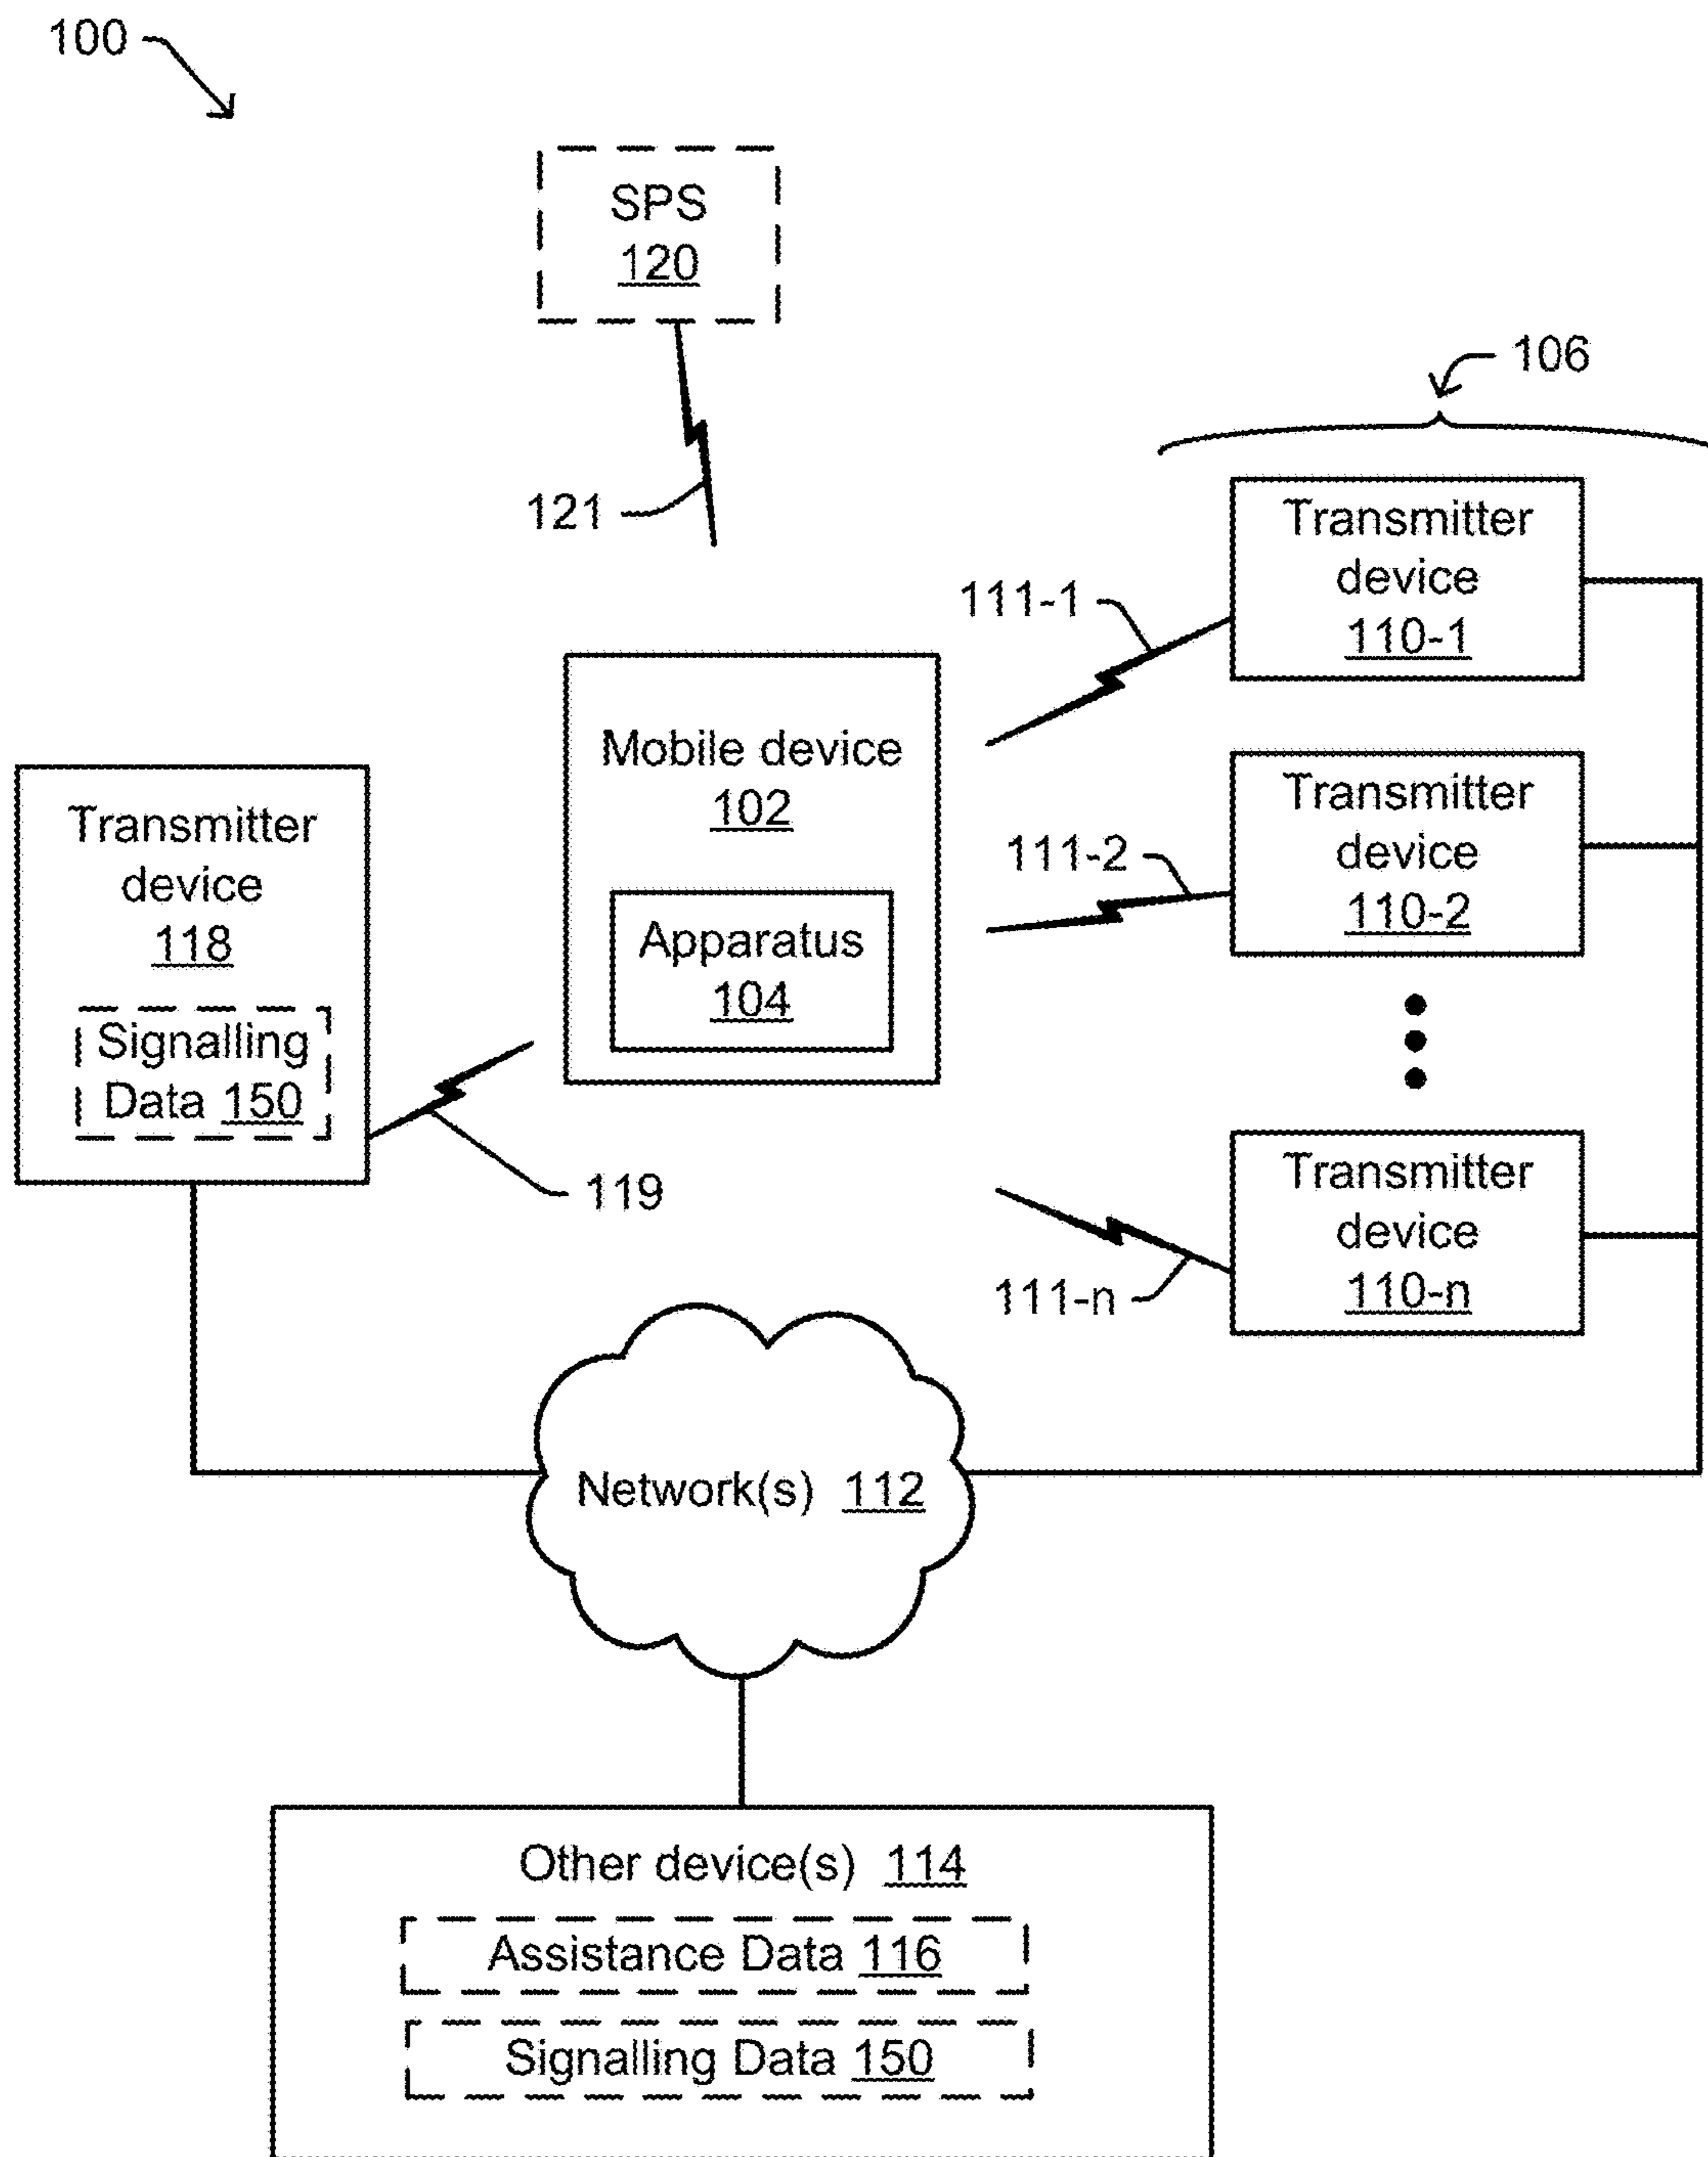 100
SPS
120
106
121
Transmitter
device
110-1
111-1
Mobile device
102
Apparatus
104
Transmitter
device
110-2
111-2
Transmitter
device
118
Signalling
Data 150
119
Transmitter
device
110-n
111-n
Network(s) 112
Other device(s) 114
Assistance Data 116
Signalling Data 150